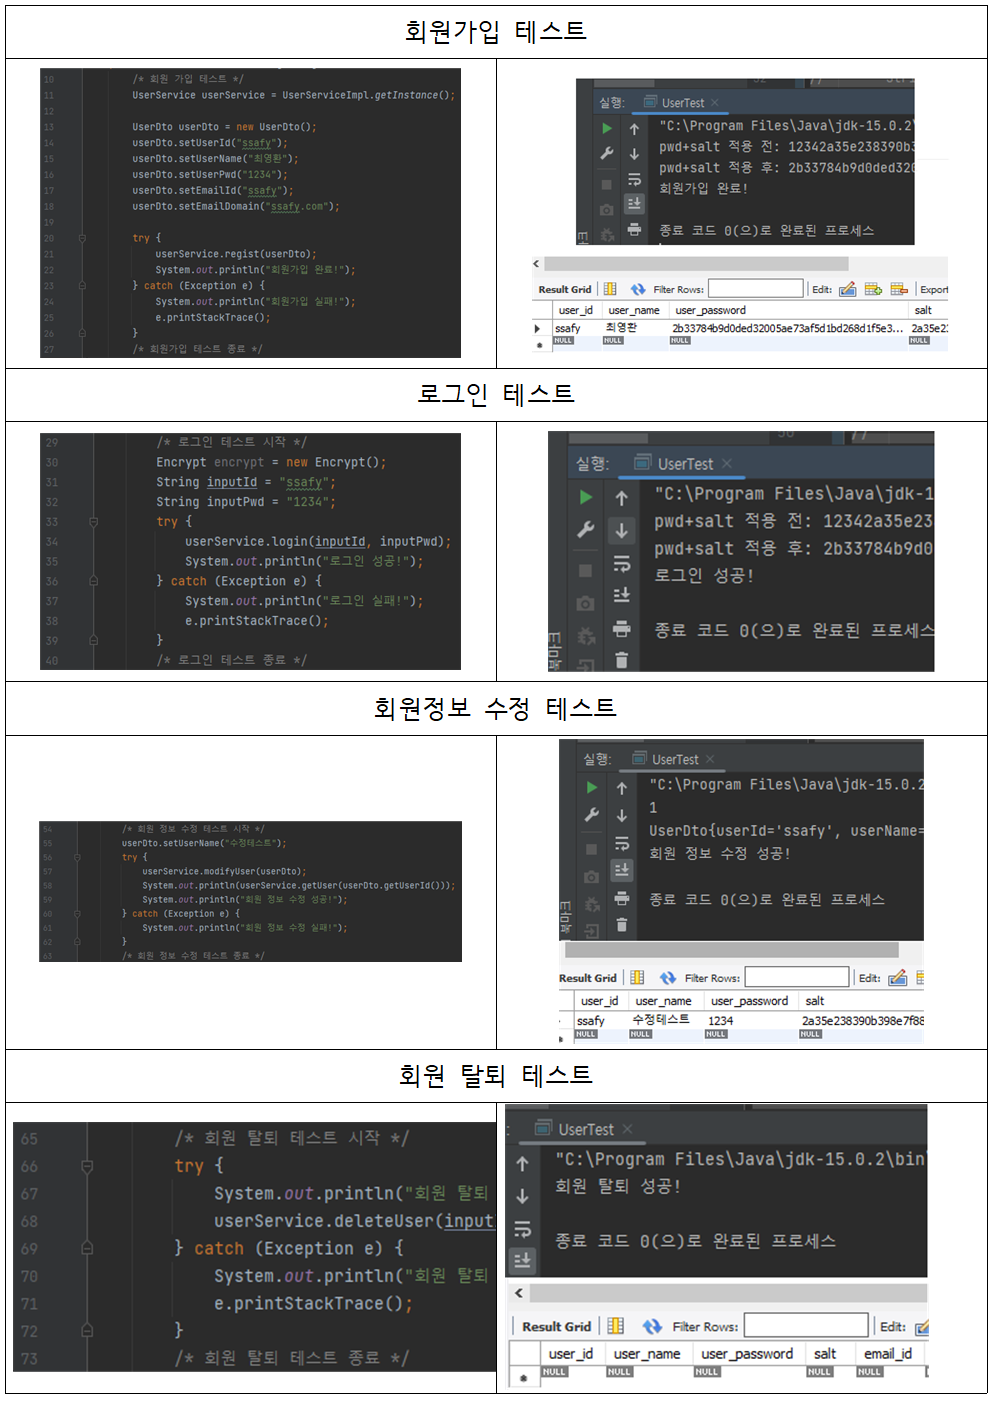 회원가입 테스트
10 /* 회원 가입 테스트 */
11 UserService userService = UserServiceImpl.getInstance();
12
13 UserDto userDto = new UserDto();
14 userDto.setUserId("ssafy");
15 userDto.setUserName("최영환");
16 userDto.setUserPwd("1234");
17 userDto.setEmailId("ssafy");
18 userDto.setEmailDomain("ssafy.com");
19
20 try {
21 userService.regist(userDto);
22 System.out.println("회원가입 완료!");
23 } catch (Exception e) {
24 System.out.println("회원가입 실패!");
25 e.printStackTrace();
26 }
27 /* 회원가입 테스트 종료 */
실행: UserTest
"C:\Program Files\Java\jdk-15.0.2\
pwd+salt 적용 전: 12342a35e238390b3
pwd+salt 적용 후: 2b33784b9d0ded320
회원가입 완료!
종료 코드 0(으)로 완료된 프로세스
Result Grid Filter Rows: Edit: Export
user_id user_name user_password salt
ssafy 최영환 2b33784b9d0ded32005ae73af5d1bd268d1f5e3... 2a35e23
NULL NULL NULL NULL
로그인 테스트
29 /* 로그인 테스트 시작 */
30 Encrypt encrypt = new Encrypt();
31 String inputId = "ssafy";
32 String inputPwd = "1234";
33 try {
34 userService.login(inputId, inputPwd);
35 System.out.println("로그인 성공!");
36 } catch (Exception e) {
37 System.out.println("로그인 실패!");
38 e.printStackTrace();
39 }
40 /* 로그인 테스트 종료 */
실행: UserTest
"C:\Program Files\Java\jdk-1
pwd+salt 적용 전: 12342a35e23
pwd+salt 적용 후: 2b33784b9d0
로그인 성공!
종료 코드 0(으)로 완료된 프로세스
회원정보 수정 테스트
54 /* 회원 정보 수정 테스트 시작 */
55 userDto.setUserName("수정테스트");
56 try {
57 userService.modifyUser(userDto);
58 System.out.println(userService.getUser(userDto.getUserId()));
59 System.out.println("회원 정보 수정 성공!");
60 } catch (Exception e) {
61 System.out.println("회원 정보 수정 실패!");
62 }
63 /* 회원 정보 수정 테스트 종료 */
실행: UserTest
"C:\Program Files\Java\jdk-15.0.2
1
UserDto{userId='ssafy', userName=
회원 정보 수정 성공!
종료 코드 0(으)로 완료된 프로세스
Result Grid Filter Rows: Edit:
user_id user_name user_password salt
ssafy 수정테스트 1234 2a35e238390b398e7f88
NULL NULL NULL NULL
회원 탈퇴 테스트
65 /* 회원 탈퇴 테스트 시작 */
66 try {
67 System.out.println("회원 탈퇴
68 userService.deleteUser(input
69 } catch (Exception e) {
70 System.out.println("회원 탈퇴
71 e.printStackTrace();
72 }
73 /* 회원 탈퇴 테스트 종료 */
UserTest
"C:\Program Files\Java\jdk-15.0.2\bin\
회원 탈퇴 성공!
종료 코드 0(으)로 완료된 프로세스
Result Grid Filter Rows: Edit:
user_id user_name user_password salt email_id
NULL NULL NULL NULL NULL